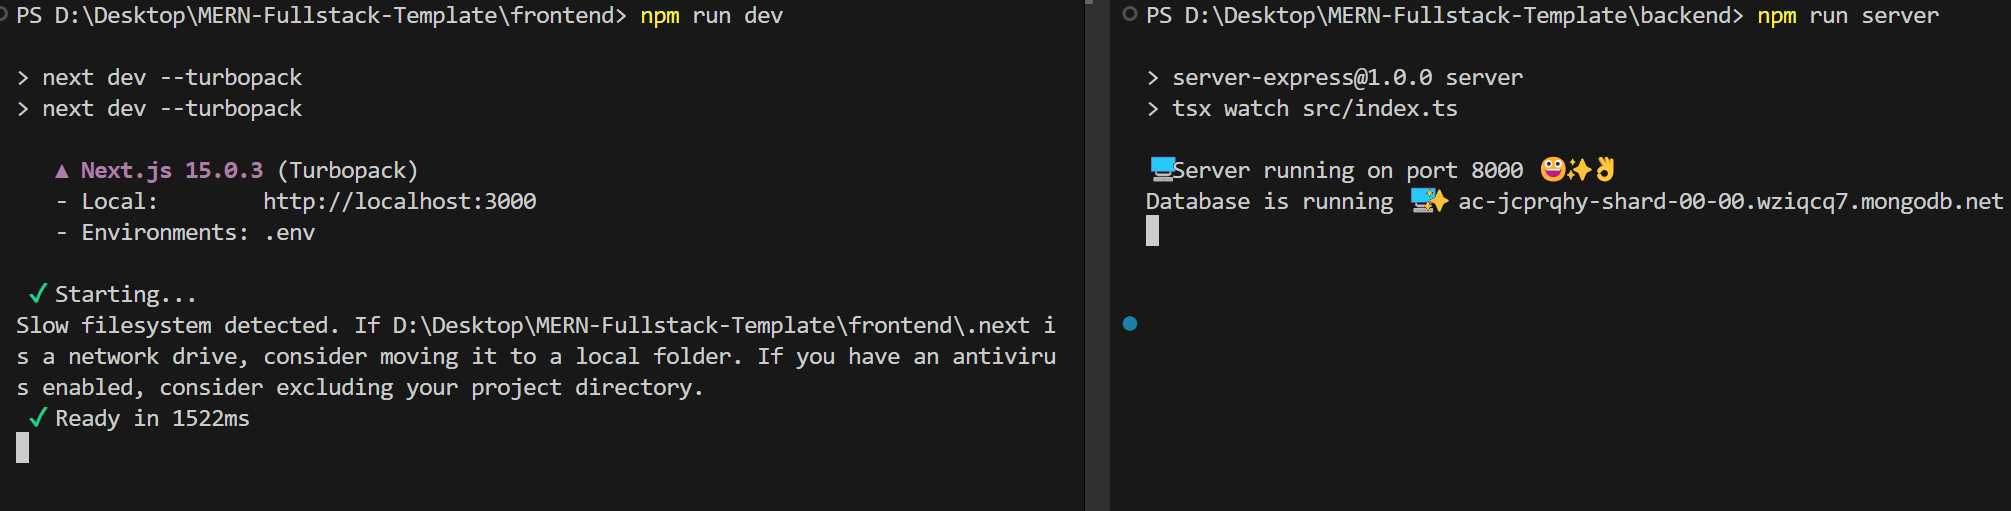 PS D:\Desktop\MERN-Fullstack-Template\frontend> npm run dev
> next dev --turbopack
> next dev --turbopack
▲ Next.js 15.0.3 (Turbopack)
- Local: http://localhost:3000
- Environments: .env
✓ Starting...
Slow filesystem detected. If D:\Desktop\MERN-Fullstack-Template\frontend\.next i
s a network drive, consider moving it to a local folder. If you have an antiviru
s enabled, consider excluding your project directory.
✓ Ready in 1522ms
PS D:\Desktop\MERN-Fullstack-Template\backend> npm run server
> server-express@1.0.0 server
> tsx watch src/index.ts
💻Server running on port 8000 😀✨👌
Database is running 💻✨ ac-jcprqhy-shard-00-00.wziqcq7.mongodb.net